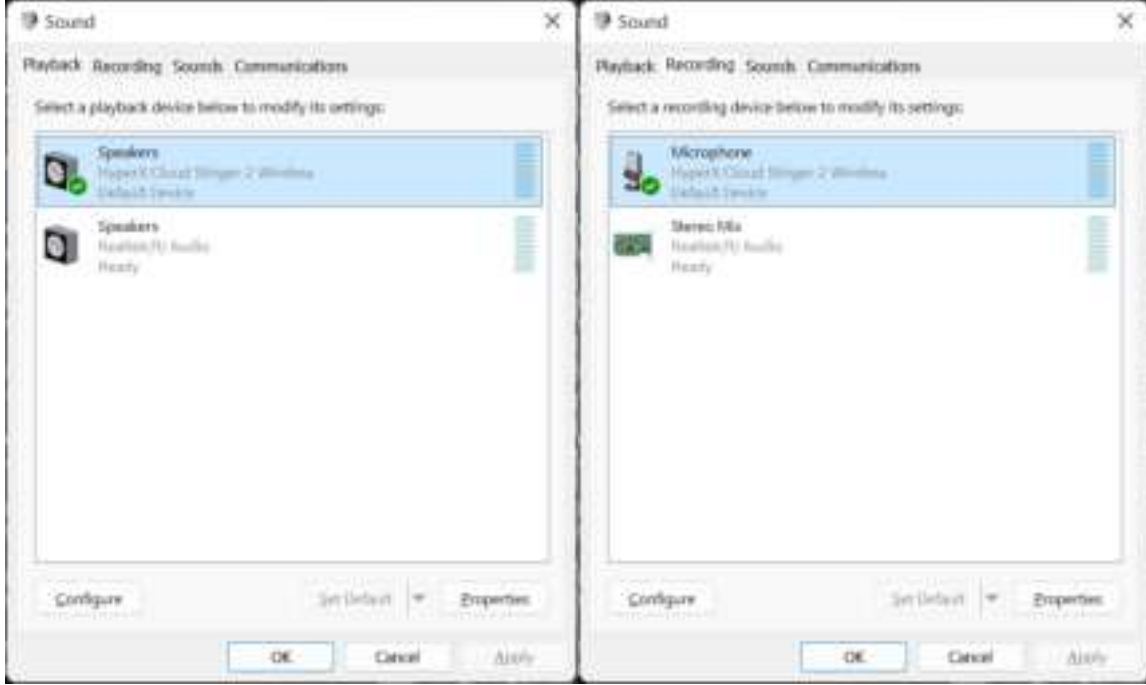 Sound
Playback Recording Sounds Communications
Select a playback device below to modify its settings:
Speakers
HyperX Cloud Stinger 2 Wireless
Default Device
Speakers
Realtek(R) Audio
Ready
Configure Set Default Properties
OK Cancel Apply
Sound
Playback Recording Sounds Communications
Select a recording device below to modify its settings:
Microphone
HyperX Cloud Stinger 2 Wireless
Default Device
Stereo Mix
Realtek(R) Audio
Ready
Configure Set Default Properties
OK Cancel Apply